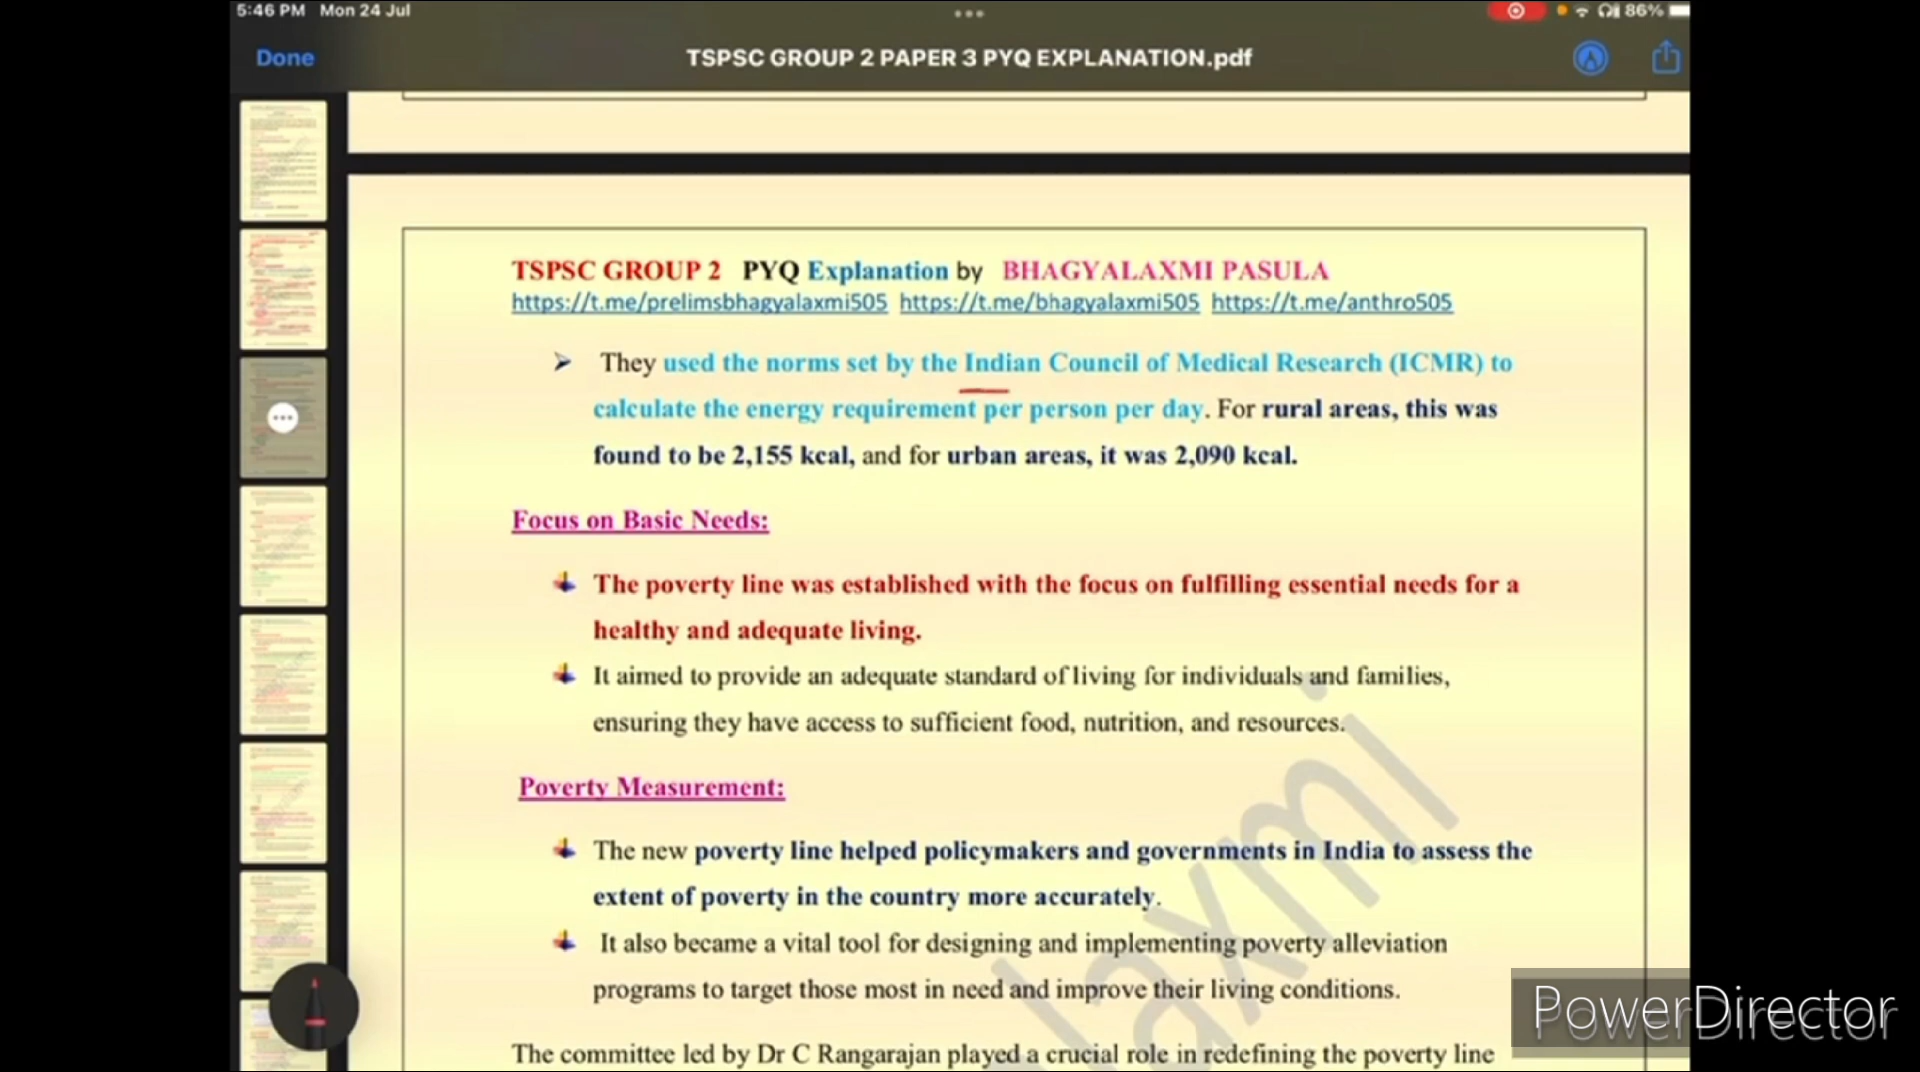 5:46 PM Mon 24 Jul
86%
Done
TSPSC GROUP 2 PAPER 3 PYQ EXPLANATION.pdf
TSPSC GROUP 2 PYQ Explanation by BHAGYALAXMI PASULA
https://t.me/prelimsbhagyalaxmi505 https://t.me/bhagyalaxmi505 https://t.me/anthro505
They used the norms set by the Indian Council of Medical Research (ICMR) to
calculate the energy requirement per person per day. For rural areas, this was
found to be 2,155 kcal, and for urban areas, it was 2,090 kcal.
Focus on Basic Needs:
The poverty line was established with the focus on fulfilling essential needs for a
healthy and adequate living.
It aimed to provide an adequate standard of living for individuals and families,
ensuring they have access to sufficient food, nutrition, and resources.
Poverty Measurement:
The new poverty line helped policymakers and governments in India to assess the
extent of poverty in the country more accurately.
It also became a vital tool for designing and implementing poverty alleviation
programs to target those most in need and improve their living conditions.
The committee led by Dr C Rangarajan played a crucial role in redefining the poverty line
laxmi
PowerDirector